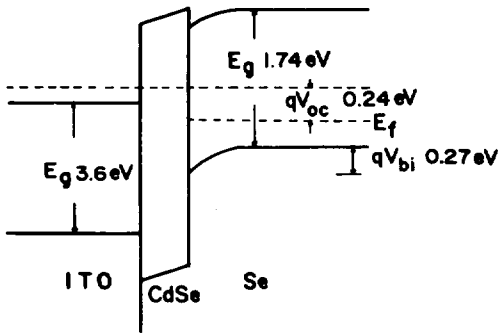 E_g 1.74 eV
qV_oc 0.24 eV
E_f
E_g 3.6 eV
qV_bi 0.27 eV
ITO
CdSe
Se